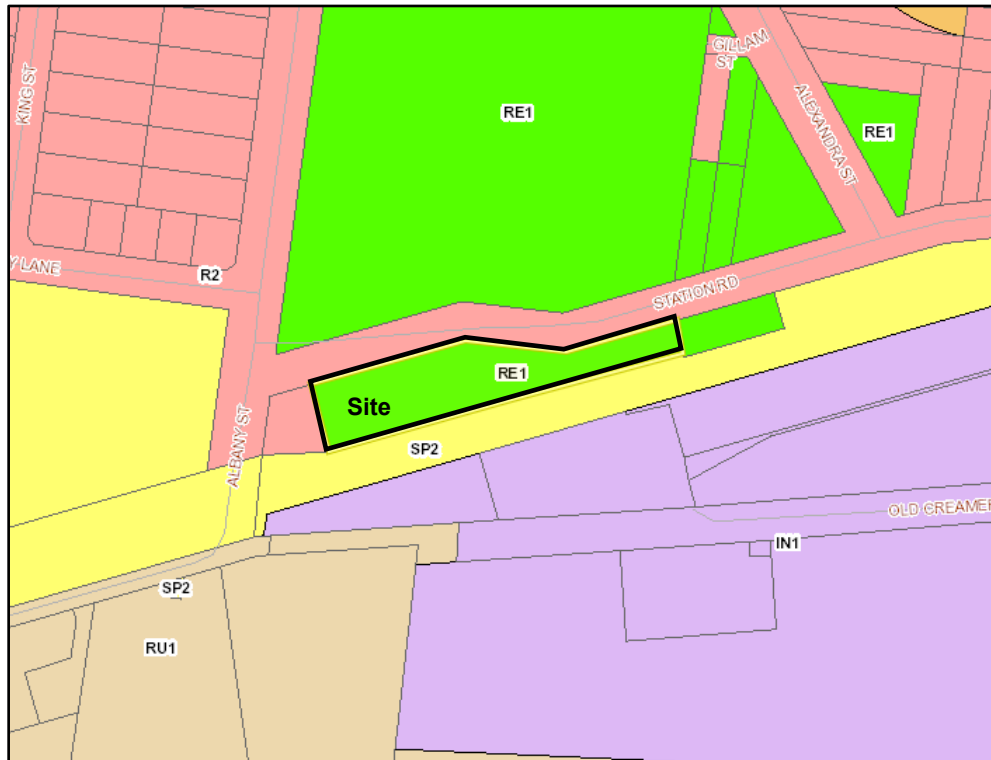 KING ST
RE1
GILLAM
ST
ALEXANDRA ST
RE1
Y LANE
R2
STATION RD
RE1
Site
ALBANY ST
SP2
OLD CREAMER
IN1
SP2
RU1